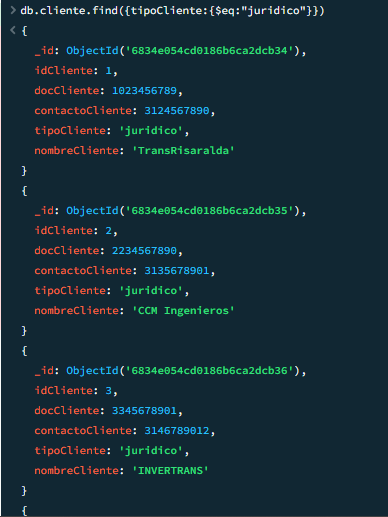 > db.cliente.find({tipoCliente:{$eq:"juridico"}})
< {
_id: ObjectId('6834e054cd0186b6ca2dcb34'),
idCliente: 1,
docCliente: 1023456789,
contactoCliente: 3124567890,
tipoCliente: 'juridico',
nombreCliente: 'TransRisaralda'
}
{
_id: ObjectId('6834e054cd0186b6ca2dcb35'),
idCliente: 2,
docCliente: 2234567890,
contactoCliente: 3135678901,
tipoCliente: 'juridico',
nombreCliente: 'CCM Ingenieros'
}
{
_id: ObjectId('6834e054cd0186b6ca2dcb36'),
idCliente: 3,
docCliente: 3345678901,
contactoCliente: 3146789012,
tipoCliente: 'juridico',
nombreCliente: 'INVERTRANS'
}
{